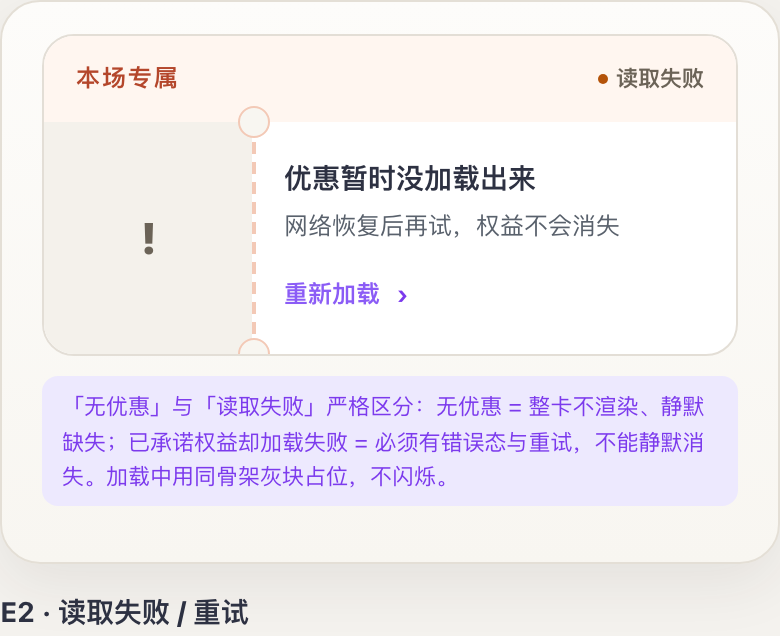 本场专属
读取失败
!
优惠暂时没加载出来
网络恢复后再试，权益不会消失
重新加载 ›
「无优惠」与「读取失败」严格区分：无优惠 = 整卡不渲染、静默
缺失；已承诺权益却加载失败 = 必须有错误态与重试，不能静默消
失。加载中用同骨架灰块占位，不闪烁。
E2 · 读取失败 / 重试